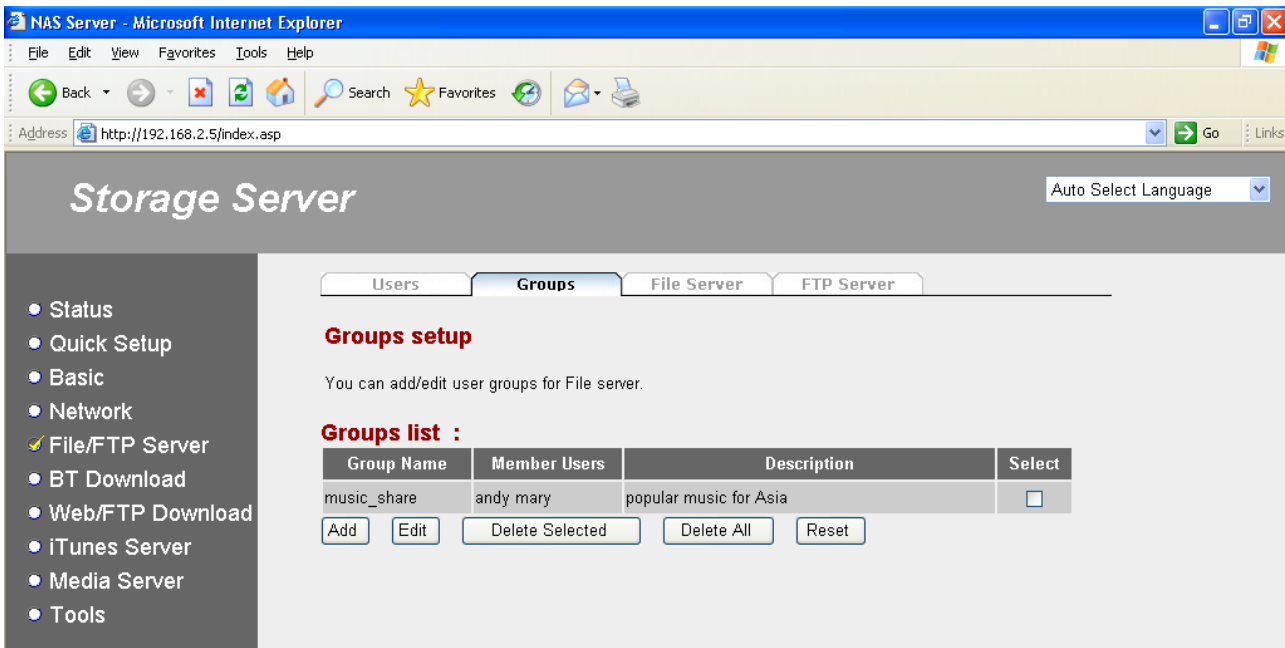 NAS Server - Microsoft Internet Explorer
File Edit View Favorites Tools Help
Back Search Favorites
Address http://192.168.2.5/index.asp Go Links
Storage Server
Auto Select Language
Users Groups File Server FTP Server
Status
Quick Setup
Basic
Network
File/FTP Server
BT Download
Web/FTP Download
iTunes Server
Media Server
Tools
Groups setup
You can add/edit user groups for File server.
Groups list :
Group Name Member Users Description Select
music_share andy mary popular music for Asia
Add Edit Delete Selected Delete All Reset